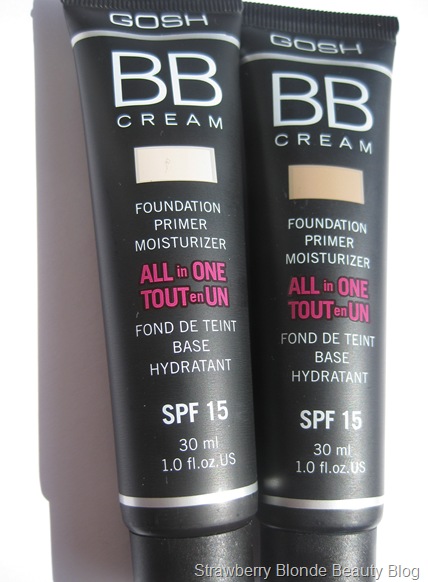 GOSH
BB
CREAM
FOUNDATION
PRIMER
MOISTURIZER
ALL in ONE
TOUT en UN
FOND DE TEINT
BASE
HYDRATANT
SPF 15
30 ml
1.0 fl.oz.US
GOSH
BB
CREAM
FOUNDATION
PRIMER
MOISTURIZER
ALL in ONE
TOUT en UN
FOND DE TEINT
BASE
HYDRATANT
SPF 15
30 ml
1.0 fl.oz.US
Strawberry Blonde Beauty Blog